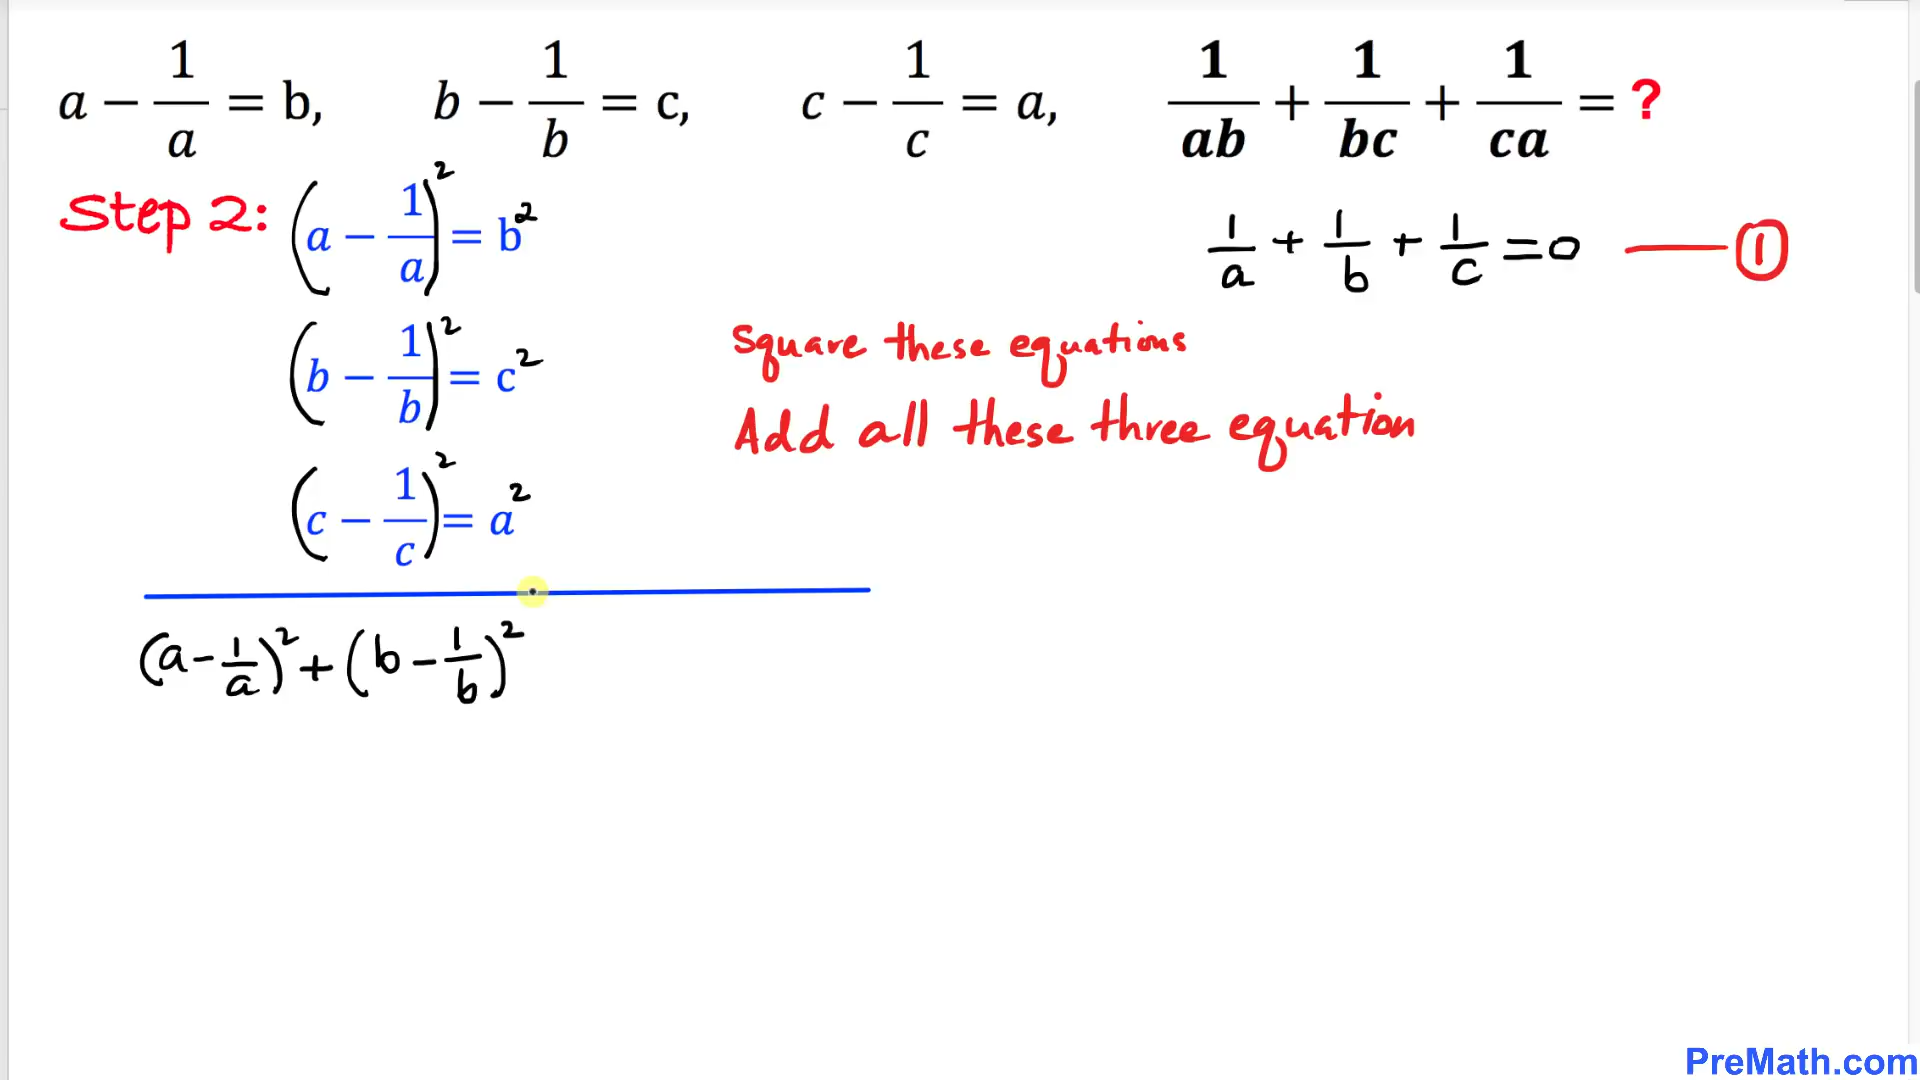 a − 1/a = b, b − 1/b = c, c − 1/c = a, 1/ab + 1/bc + 1/ca = ?
Step 2: (a − 1/a)² = b²
1/a + 1/b + 1/c = 0 —— ①
(b − 1/b)² = c²
Square these equations
Add all these three equation
(c − 1/c)² = a²
(a − 1/a)² + (b − 1/b)²
PreMath.com